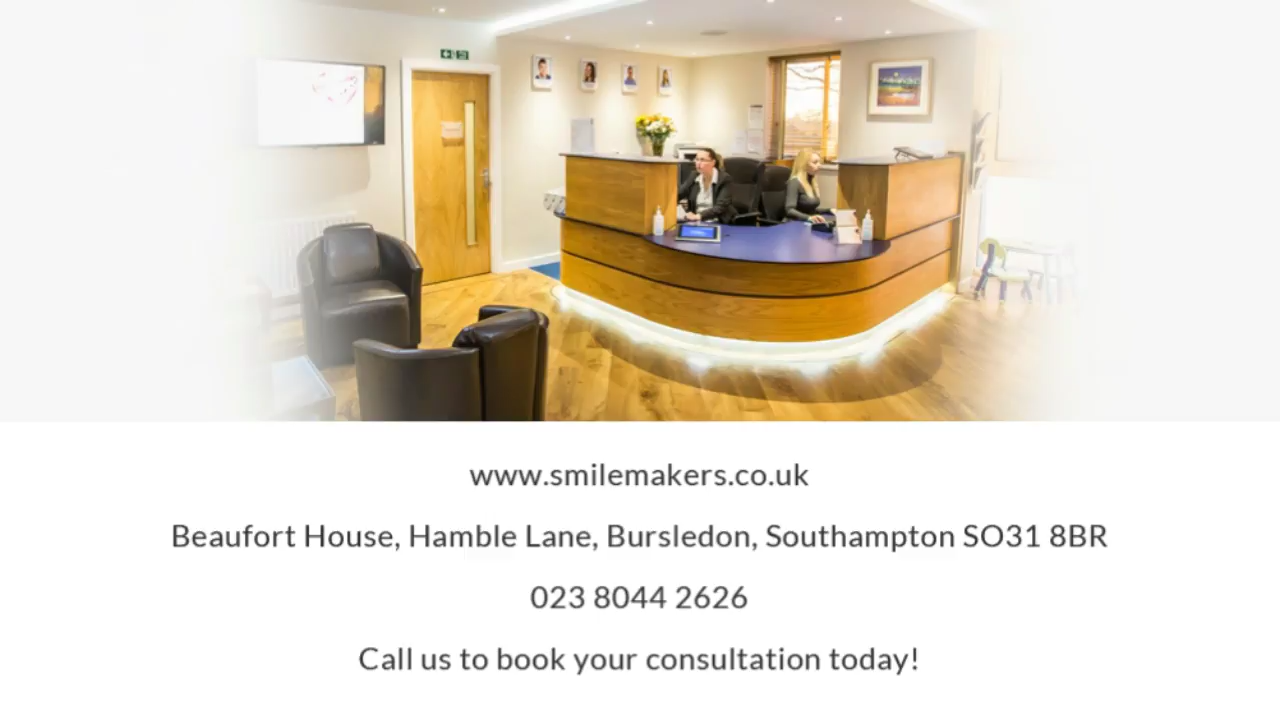 www.smilemakers.co.uk
Beaufort House, Hamble Lane, Bursledon, Southampton SO31 8BR
023 8044 2626
Call us to book your consultation today!